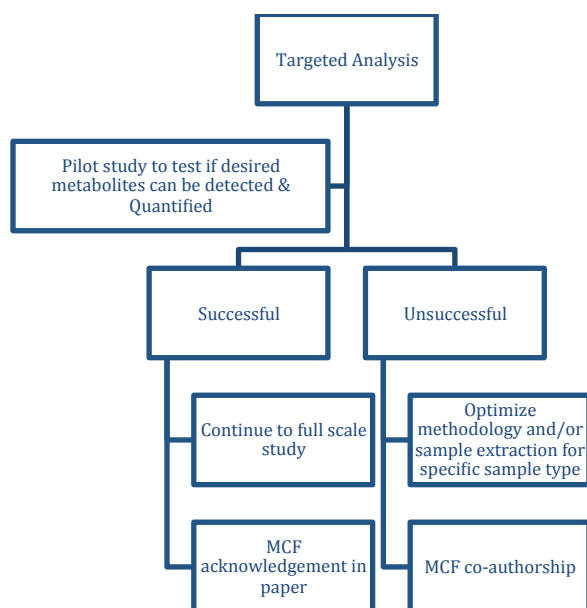 Targeted Analysis
Pilot study to test if desired
metabolites can be detected &
Quantified
Successful
Unsuccessful
Continue to full scale
study
Optimize
methodology and/or
sample extraction for
specific sample type
MCF
acknowledgement in
paper
MCF co-authorship